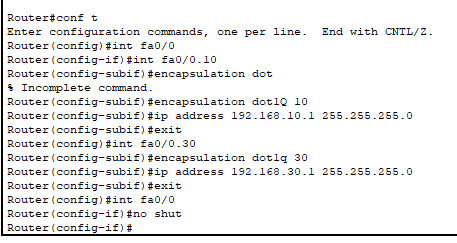 Router#conf t
Enter configuration commands, one per line.  End with CNTL/Z.
Router(config)#int fa0/0
Router(config-if)#int fa0/0.10
Router(config-subif)#encapsulation dot
% Incomplete command.
Router(config-subif)#encapsulation dot1Q 10
Router(config-subif)#ip address 192.168.10.1 255.255.255.0
Router(config-subif)#exit
Router(config)#int fa0/0.30
Router(config-subif)#encapsulation dot1q 30
Router(config-subif)#ip address 192.168.30.1 255.255.255.0
Router(config-subif)#exit
Router(config)#int fa0/0
Router(config-if)#no shut
Router(config-if)#